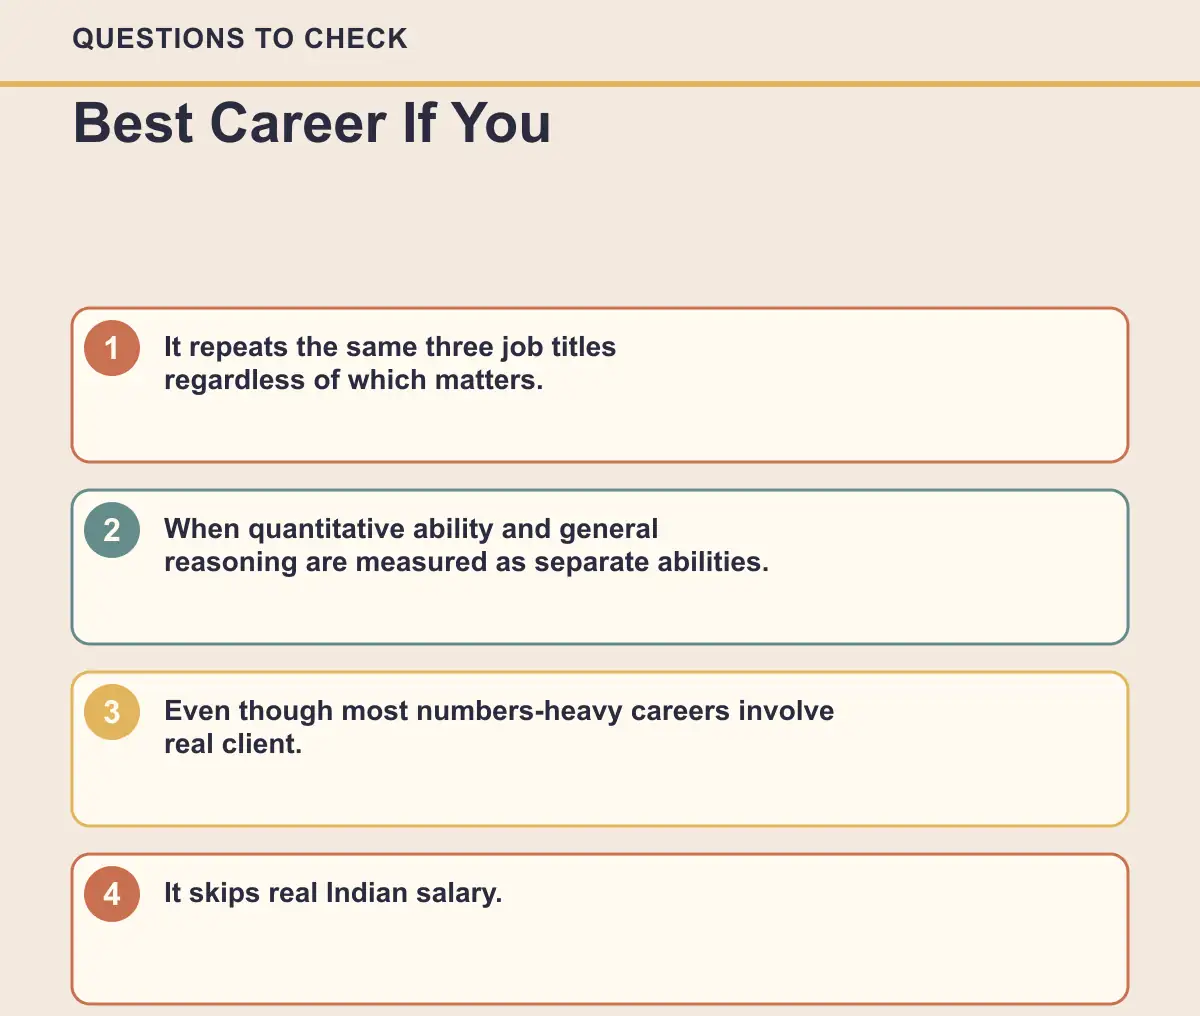 QUESTIONS TO CHECK
Best Career If You
1
It repeats the same three job titles
regardless of which matters.
2
When quantitative ability and general
reasoning are measured as separate abilities.
3
Even though most numbers-heavy careers involve
real client.
4
It skips real Indian salary.